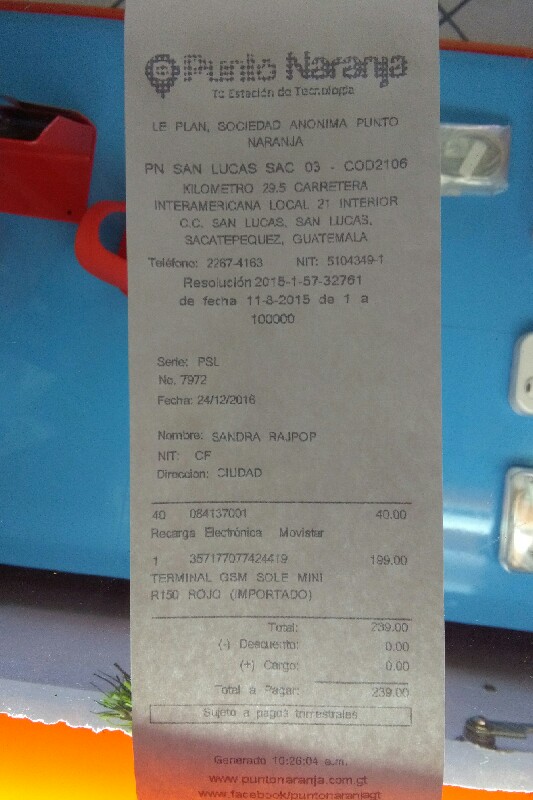 Punto Naranja
Tu Estación de Tecnología
LE PLAN, SOCIEDAD ANONIMA PUNTO
NARANJA
PN SAN LUCAS SAC 03 - COD2106
KILOMETRO 29.5 CARRETERA
INTERAMERICANA LOCAL 21 INTERIOR
C.C. SAN LUCAS, SAN LUCAS,
SACATEPEQUEZ, GUATEMALA
Teléfono: 2267-4163 NIT: 5104349-1
Resolución 2015-1-57-32761
de fecha 11-8-2015 de 1 a
100000
Serie: PSL
No. 7972
Fecha: 24/12/2016
Nombre: SANDRA RAJPOP
NIT: CF
Direccion: CIUDAD
40 084137001 40.00
Recarga Electrónica Movistar
1 357177077424419 199.00
TERMINAL GSM SOLE MINI
R150 ROJO (IMPORTADO)
Total: 239.00
(-) Descuento: 0.00
(+) Cargo: 0.00
Total a Pagar: 239.00
Sujeto a pagos trimestrales
Generado 10:26:04 a.m.
www.puntonaranja.com.gt
www.facebook/puntonaranjagt